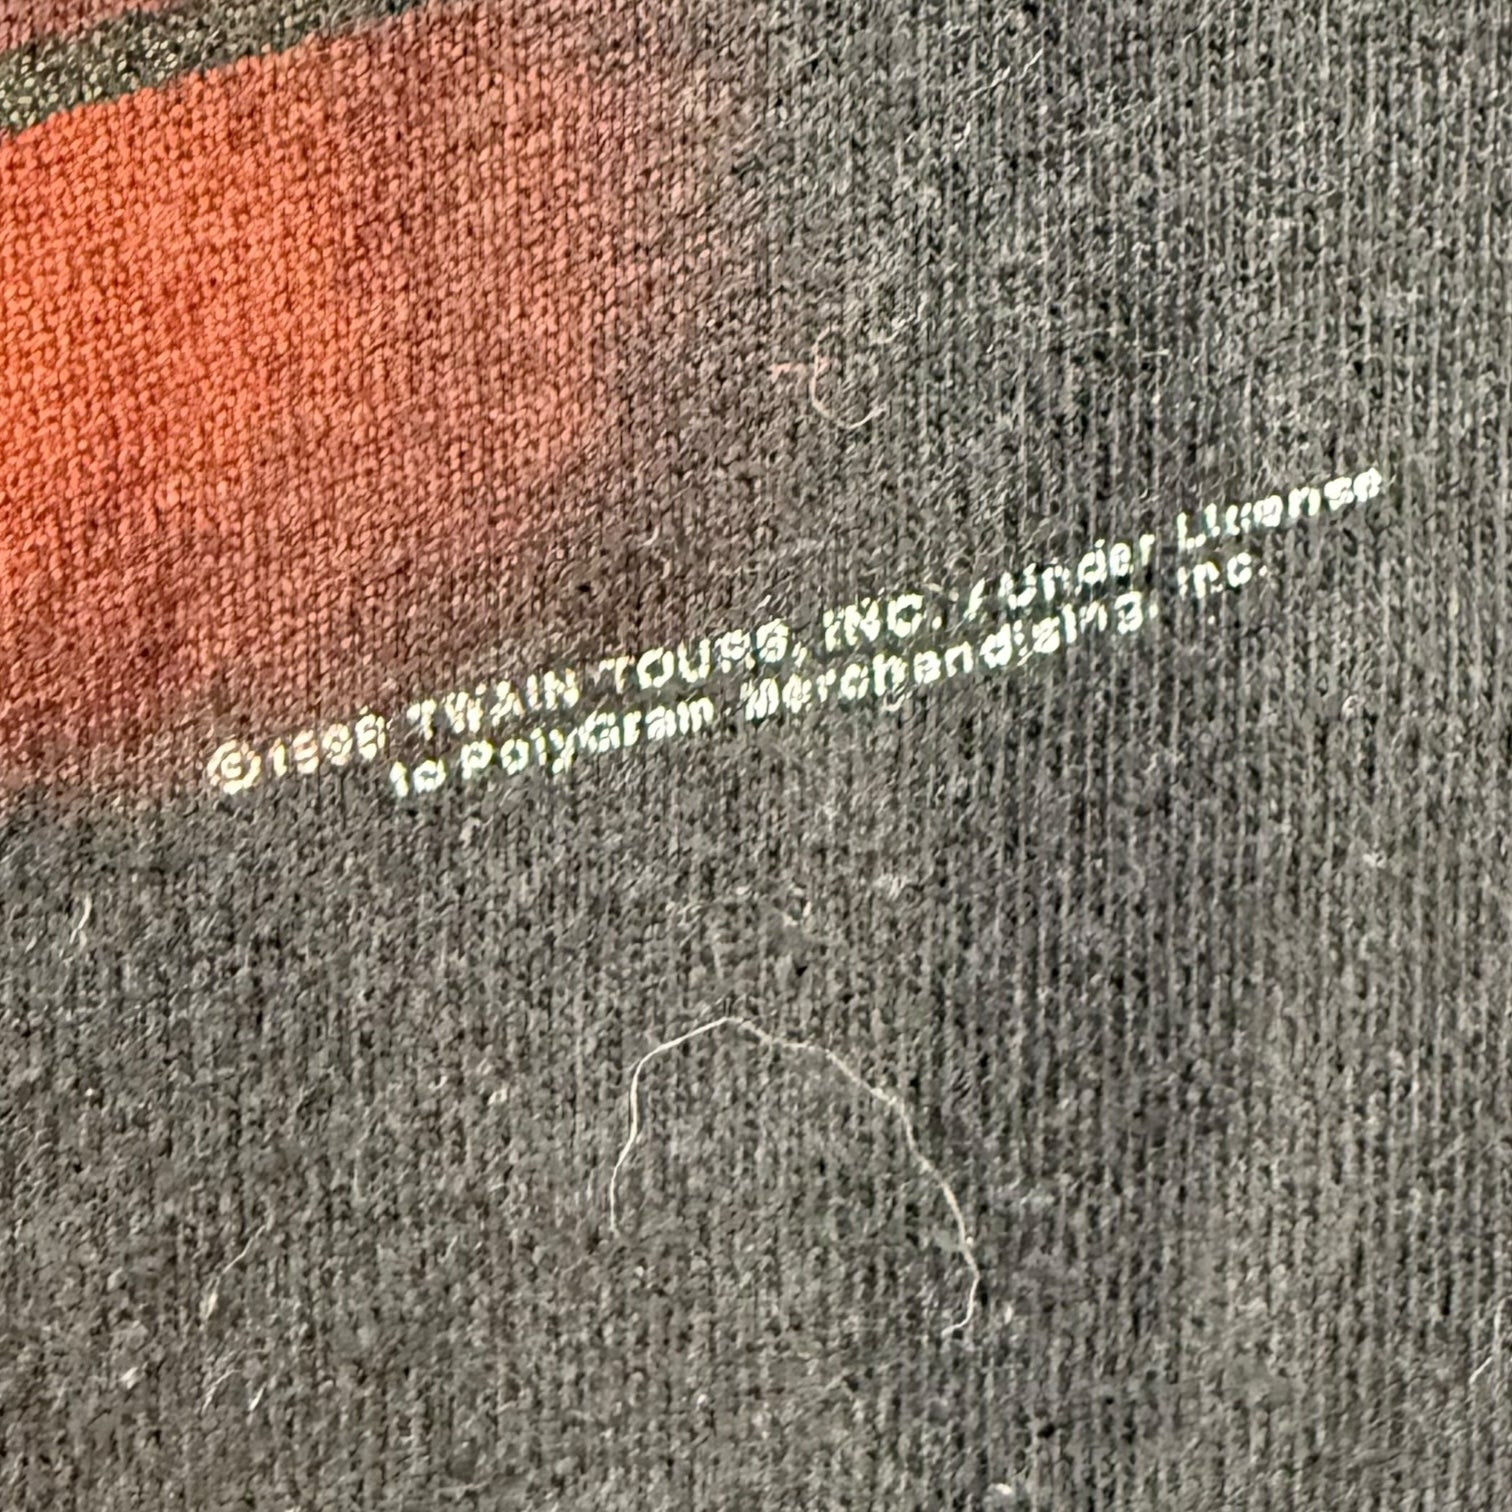 ©1998 TWAIN TOURS, INC. / Under License
to PolyGram Merchandising, Inc.